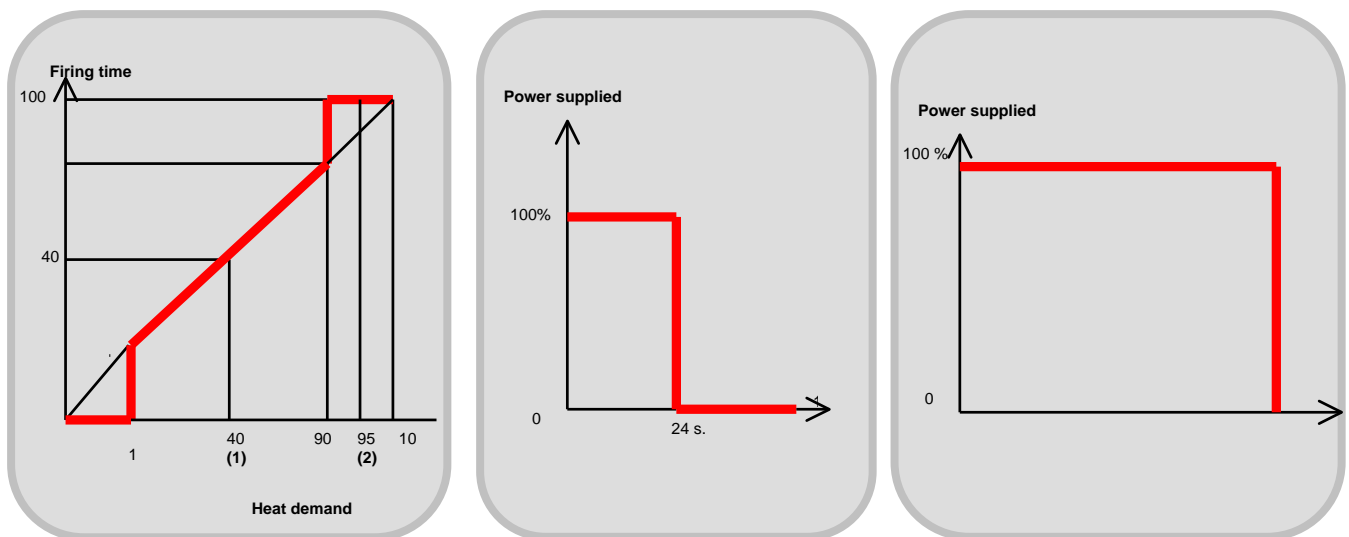 Firing time
100
40
1
40
(1)
90
95
(2)
10
Heat demand
Power supplied
100%
0
24 s.
Power supplied
100 %
0